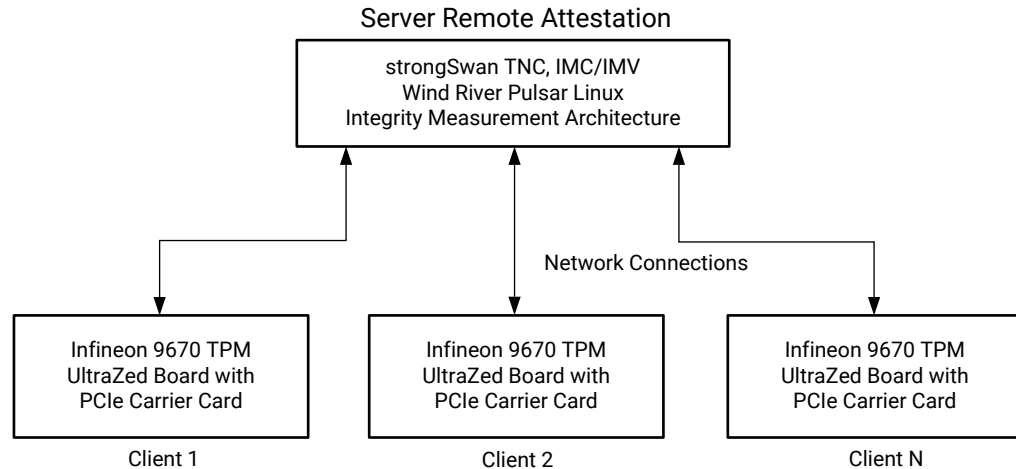 Server Remote Attestation
strongSwan TNC, IMC/IMV
Wind River Pulsar Linux
Integrity Measurement Architecture
Network Connections
Infineon 9670 TPM
UltraZed Board with
PCIe Carrier Card
Client 1
Infineon 9670 TPM
UltraZed Board with
PCIe Carrier Card
Client 2
Infineon 9670 TPM
UltraZed Board with
PCIe Carrier Card
Client N